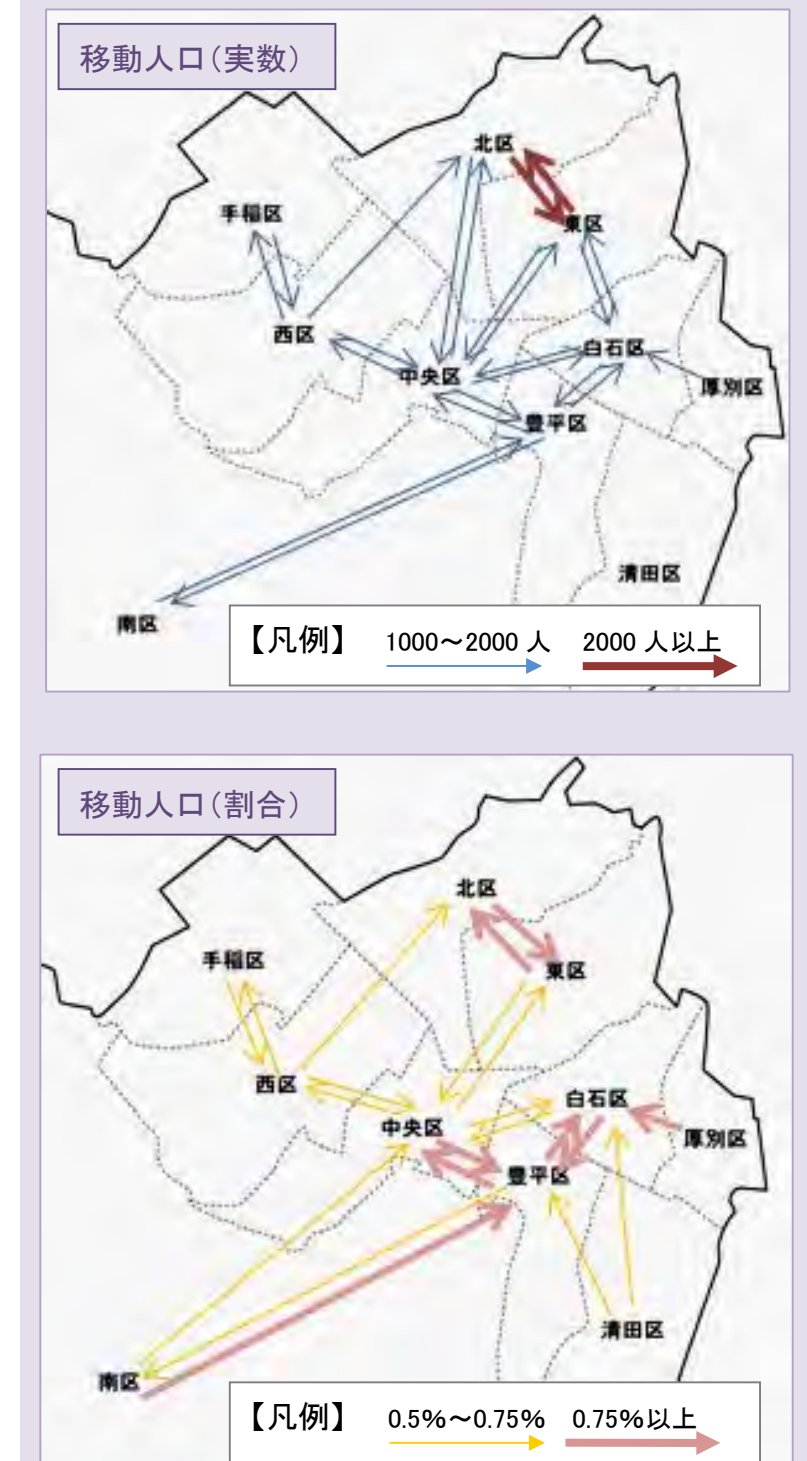 移動人口（実数）
北区
手稲区
東区
西区
白石区
中央区
厚別区
豊平区
清田区
南区
【凡例】 1000～2000 人 2000 人以上
移動人口（割合）
北区
手稲区
東区
西区
白石区
中央区
厚別区
豊平区
清田区
南区
【凡例】 0.5%～0.75% 0.75%以上